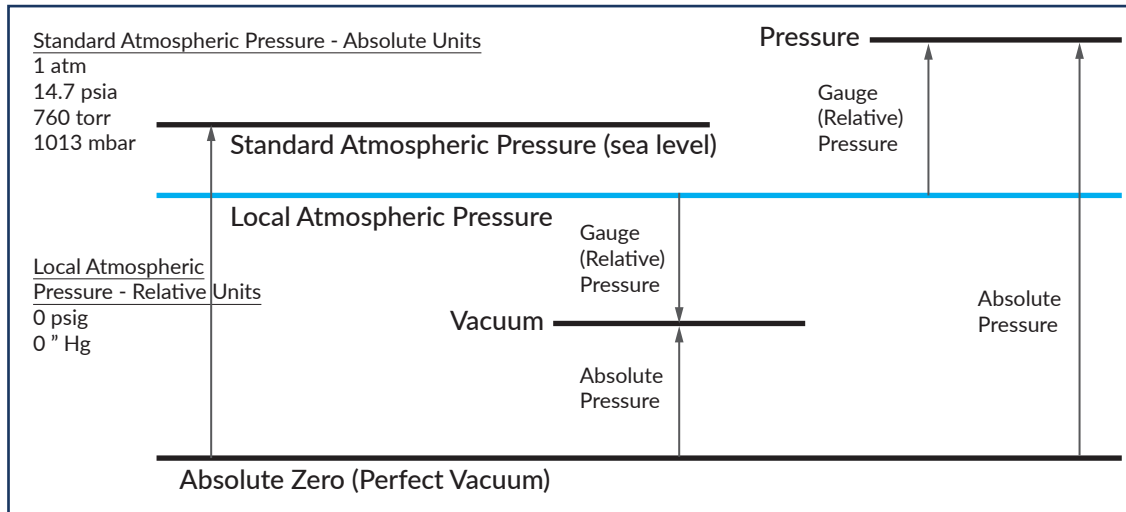 Standard Atmospheric Pressure - Absolute Units
1 atm
14.7 psia
760 torr
1013 mbar
Standard Atmospheric Pressure (sea level)
Pressure
Gauge
(Relative)
Pressure
Local Atmospheric Pressure
Gauge
(Relative)
Pressure
Local Atmospheric
Pressure - Relative Units
0 psig
0 " Hg
Vacuum
Absolute
Pressure
Absolute
Pressure
Absolute Zero (Perfect Vacuum)